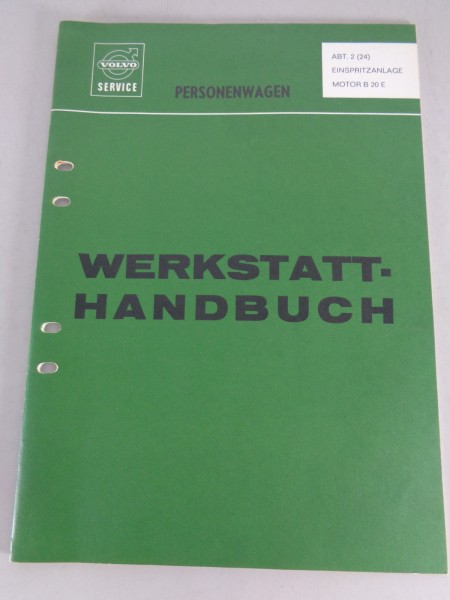 VOLVO
SERVICE
PERSONENWAGEN
ABT. 2 (24)
EINSPRITZANLAGE
MOTOR B 20 E
WERKSTATT-
HANDBUCH